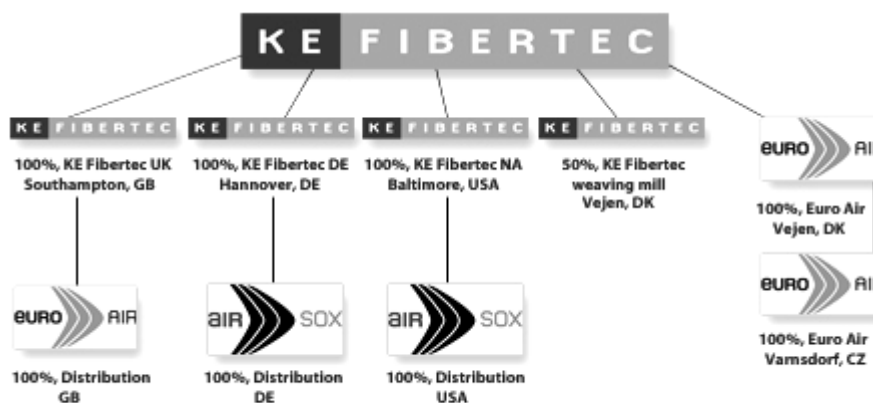 KE FIBERTEC
KE FIBERTEC
100%, KE Fibertec UK
Southampton, GB
KE FIBERTEC
100%, KE Fibertec DE
Hannover, DE
KE FIBERTEC
100%, KE Fibertec NA
Baltimore, USA
KE FIBERTEC
50%, KE Fibertec
weaving mill
Vejen, DK
euro AI
100%, Euro Air
Vejen, DK
euro AIR
100%, Distribution
GB
aiR SOX
100%, Distribution
DE
aiR SOX
100%, Distribution
USA
euro AI
100%, Euro Air
Varnsdorf, CZ